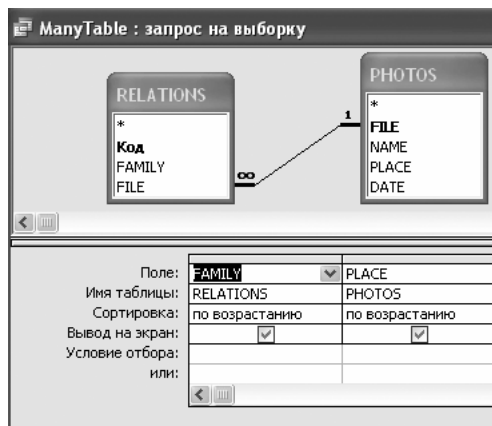 ManyTable : запрос на выборку
RELATIONS
*
Код
FAMILY
FILE
∞
1
PHOTOS
*
FILE
NAME
PLACE
DATE
Поле: FAMILY PLACE
Имя таблицы: RELATIONS PHOTOS
Сортировка: по возрастанию по возрастанию
Вывод на экран:
Условие отбора:
или: